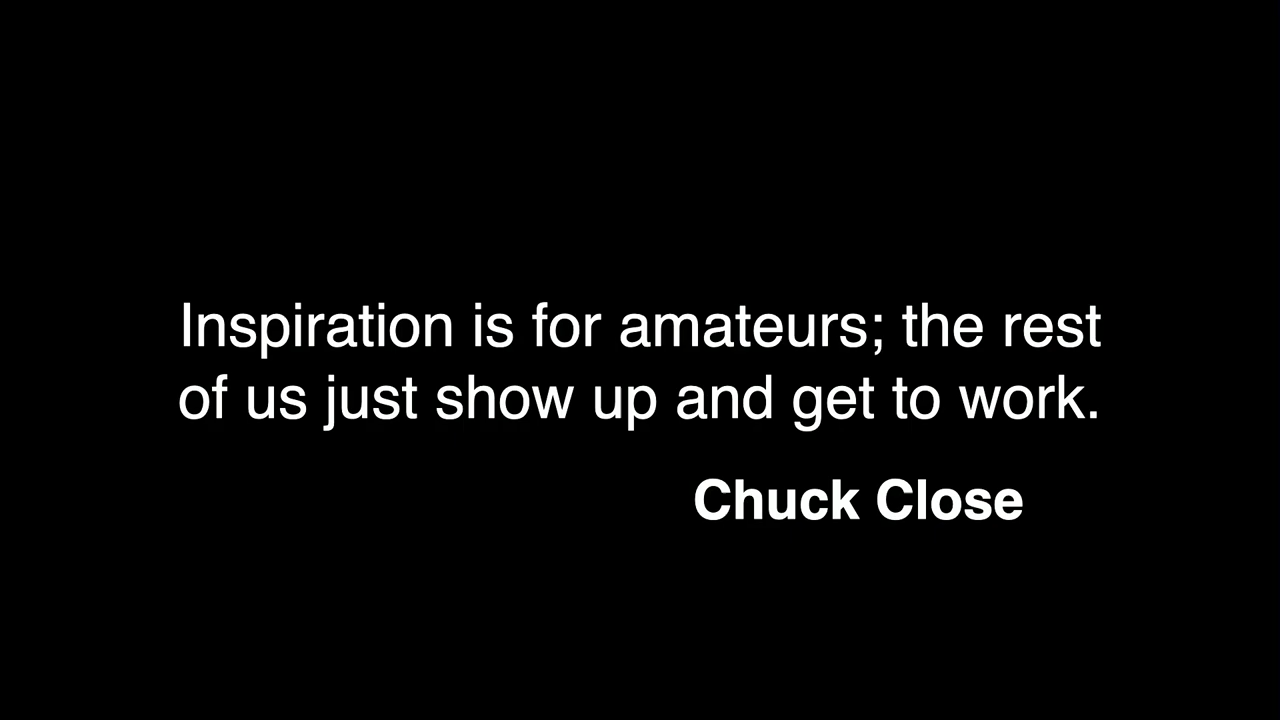 Inspiration is for amateurs; the rest
of us just show up and get to work.
Chuck Close